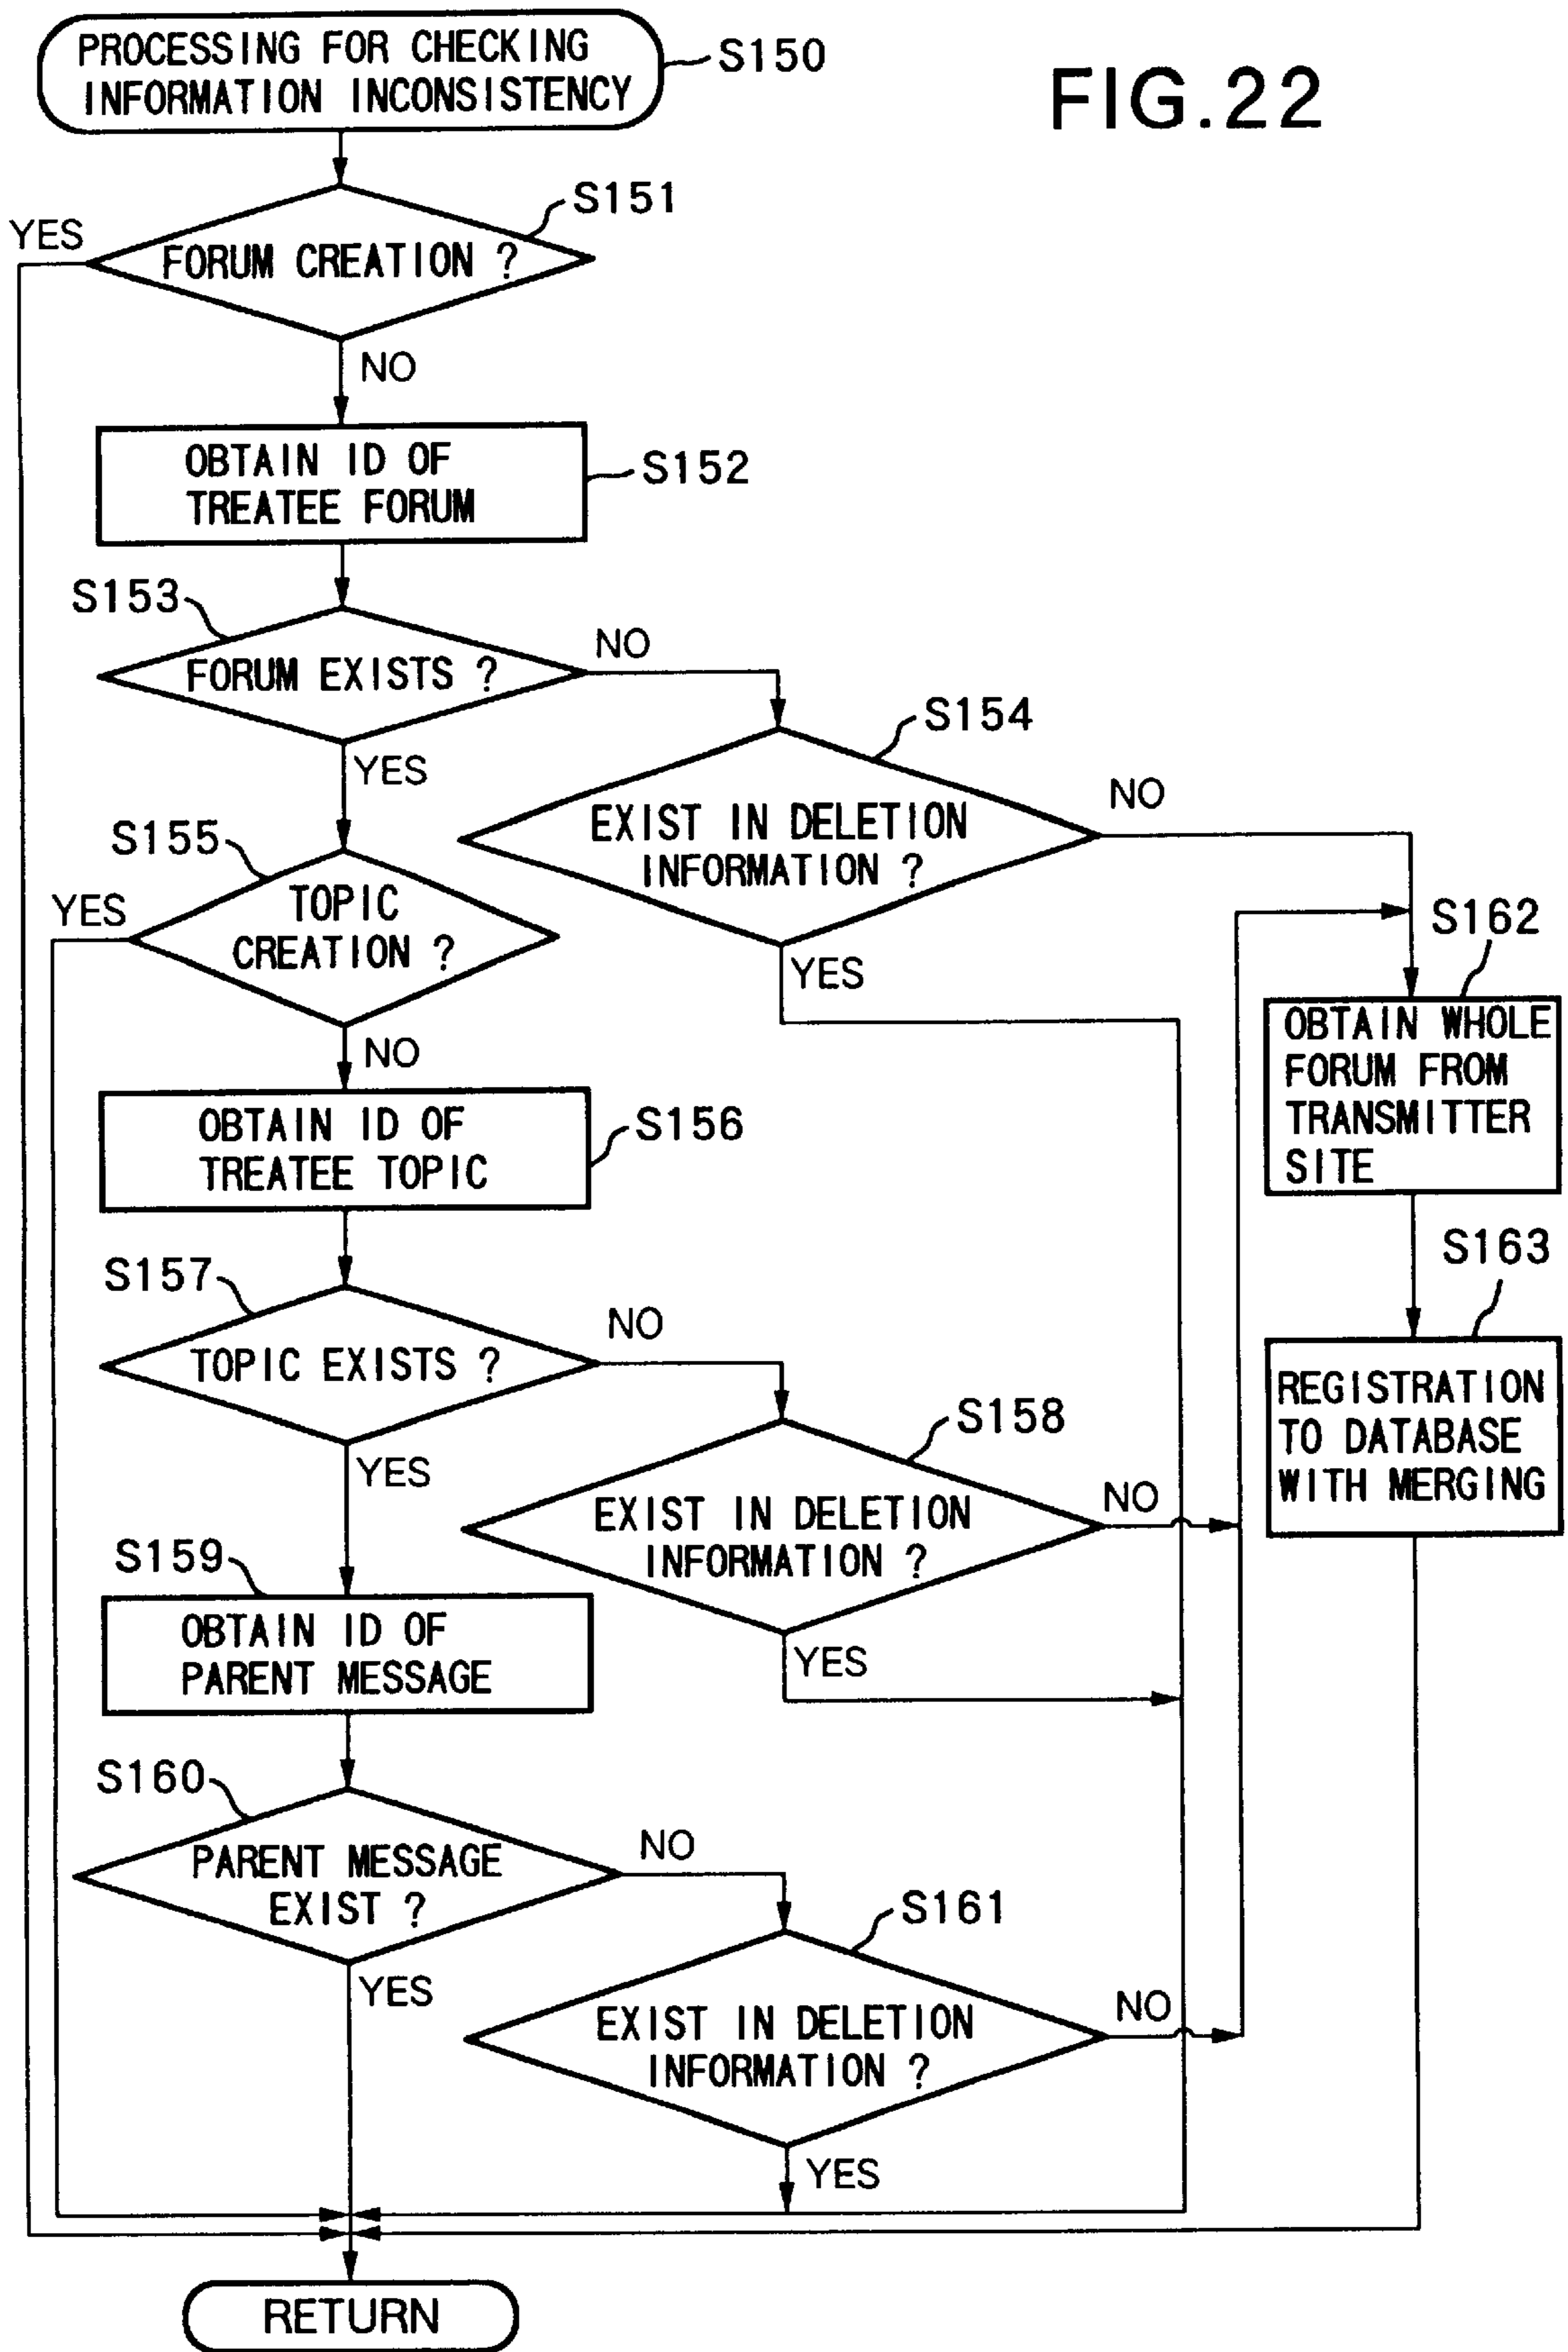 PROCESSING FOR CHECKING
INFORMATION INCONSISTENCY
S150
FIG.22
S151
YES
FORUM CREATION ?
NO
OBTAIN ID OF
TREATEE FORUM
S152
S153
NO
FORUM EXISTS ?
S154
YES
NO
EXIST IN DELETION
INFORMATION ?
S155
YES
TOPIC
CREATION ?
S162
YES
OBTAIN WHOLE
FORUM FROM
TRANSMITTER
SITE
NO
OBTAIN ID OF
TREATEE TOPIC
S156
S163
S157
NO
TOPIC EXISTS ?
REGISTRATION
TO DATABASE
WITH MERGING
S158
YES
NO
EXIST IN DELETION
INFORMATION ?
S159
OBTAIN ID OF
PARENT MESSAGE
YES
S160
NO
PARENT MESSAGE
EXIST ?
S161
YES
NO
EXIST IN DELETION
INFORMATION ?
YES
RETURN